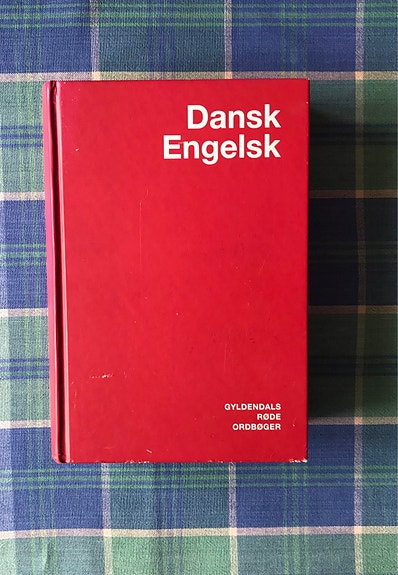 Dansk
Engelsk
GYLDENDALS
RØDE
ORDBØGER